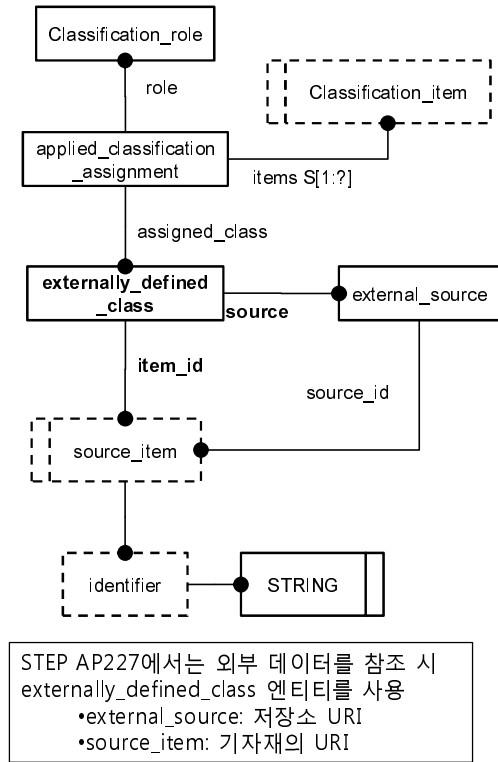 Classification_role
role
Classification_item
applied_classification
_assignment
items S[1:?]
assigned_class
externally_defined
_class
source
external_source
item_id
source_id
source_item
identifier
STRING
STEP AP227에서는 외부 데이터를 참조 시
externally_defined_class 엔티티를 사용
•external_source: 저장소 URI
•source_item: 기자재의 URI